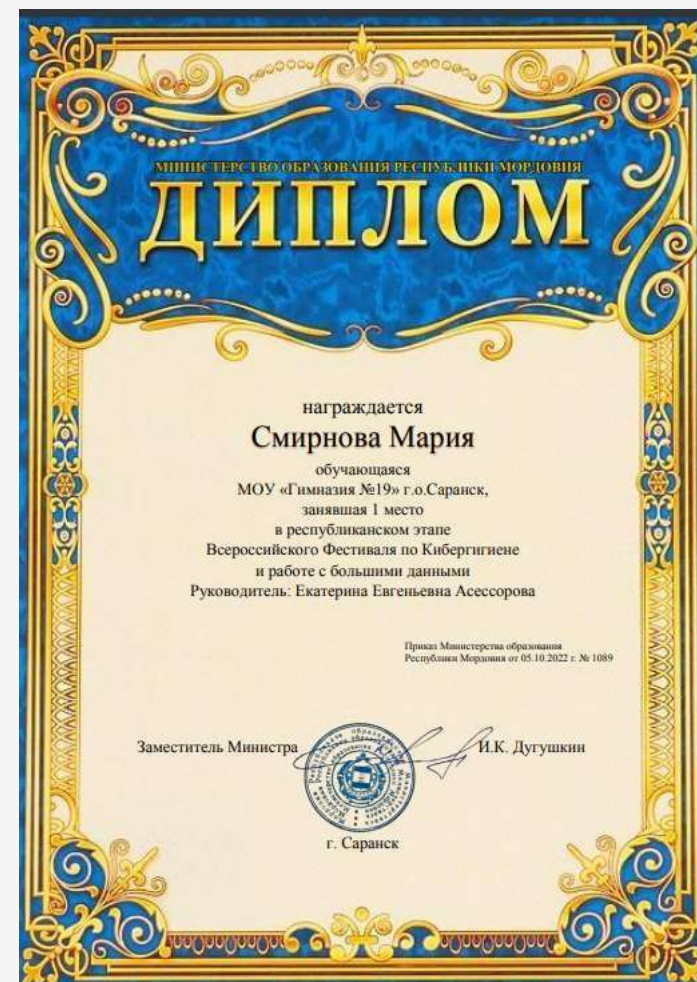 МИНИСТЕРСТВО ОБРАЗОВАНИЯ РЕСПУБЛИКИ МОРДОВИЯ
ДИПЛОМ
награждается
Смирнова Мария
обучающаяся
МОУ «Гимназия №19» г.о.Саранск,
занявшая 1 место
в республиканском этапе
Всероссийского Фестиваля по Кибергигиене
и работе с большими данными
Руководитель: Екатерина Евгеньевна Асессорова
Приказ Министерства образования
Республики Мордовия от 05.10.2022 г. № 1089
Заместитель Министра И.К. Дугушкин
г. Саранск